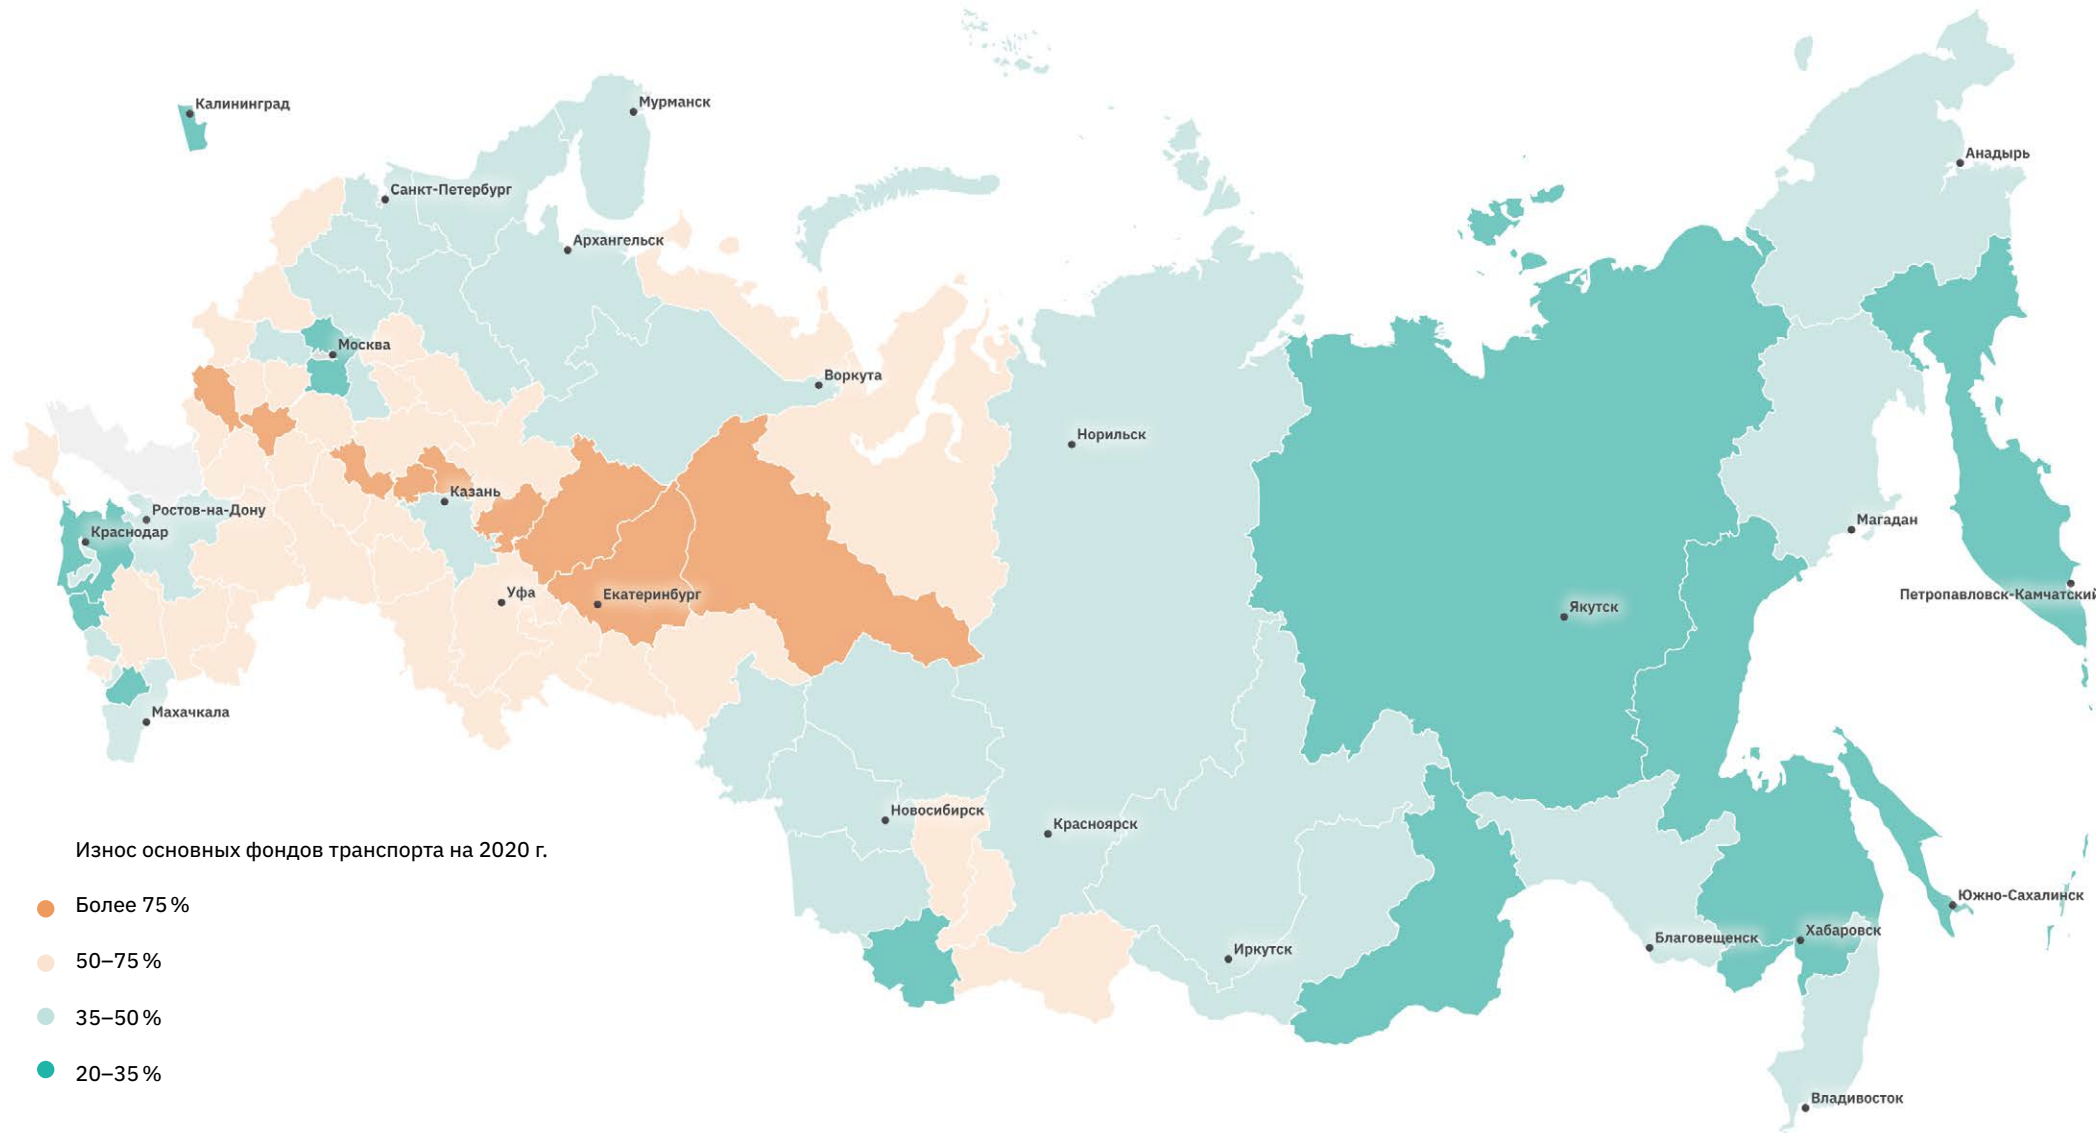 Калининград
Мурманск
Анадырь
Санкт-Петербург
Архангельск
Москва
Воркута
Норильск
Казань
Ростов-на-Дону
Краснодар
Магадан
Уфа
Екатеринбург
Петропавловск-Камчатский
Якутск
Махачкала
Новосибирск
Красноярск
Износ основных фондов транспорта на 2020 г.
Более 75 %
50–75 %
35–50 %
20–35 %
Южно-Сахалинск
Хабаровск
Благовещенск
Иркутск
Владивосток